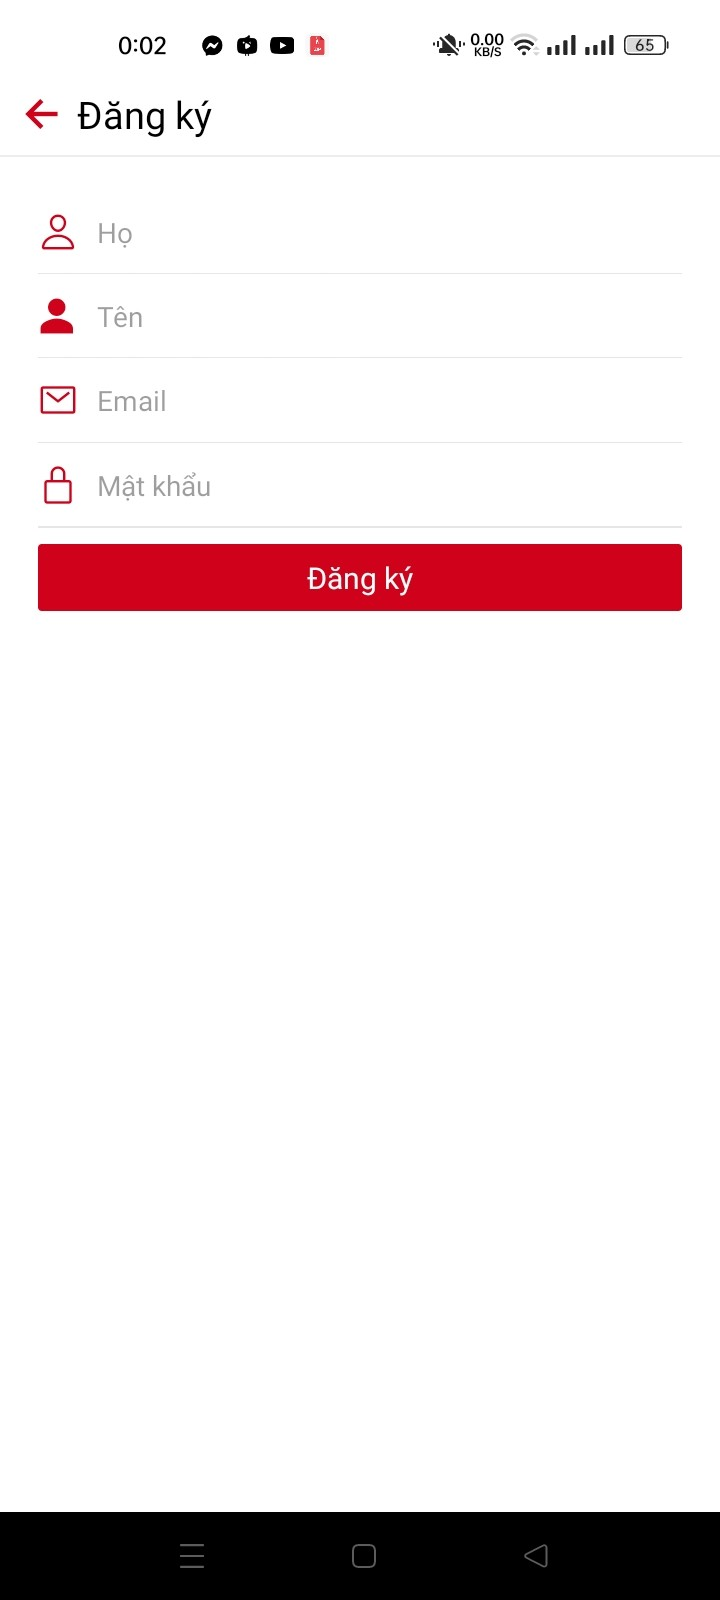 0:02 0.00 KB/S 65
Đăng ký
Họ
Tên
Email
Mật khẩu
Đăng ký